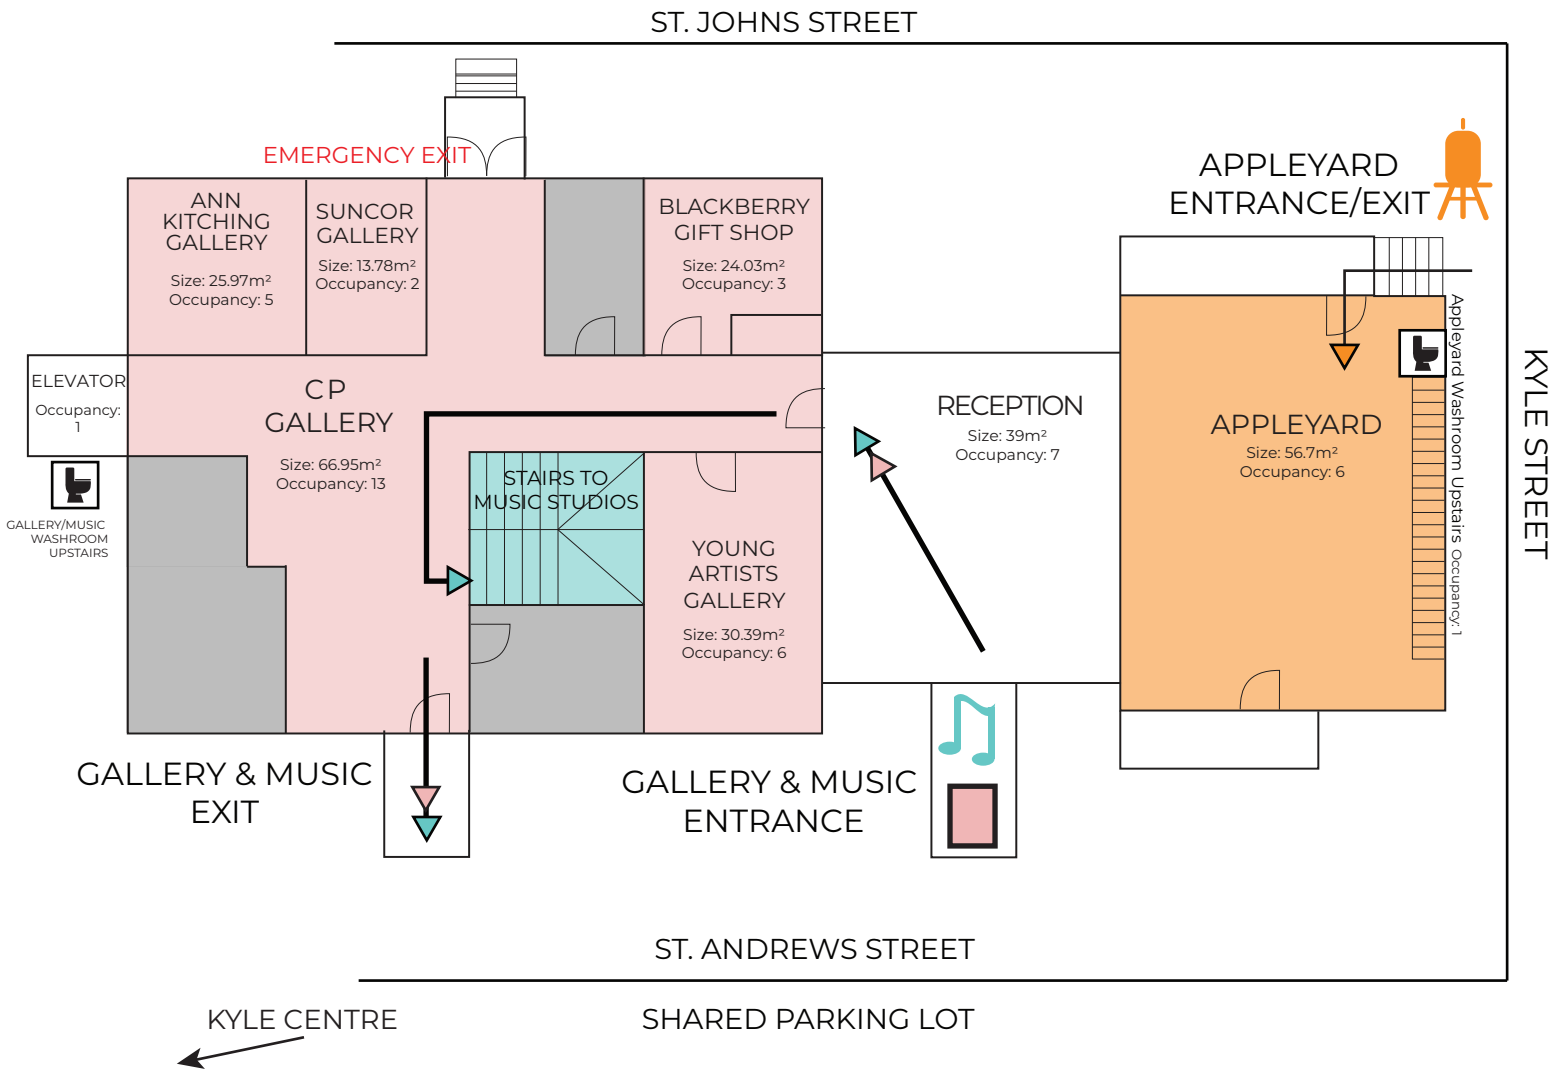 ST. JOHNS STREET
EMERGENCY EXIT
APPLEYARD
ENTRANCE/EXIT
ANN
KITCHING
GALLERY
Size: 25.97m²
Occupancy: 5
SUNCOR
GALLERY
Size: 13.78m²
Occupancy: 2
BLACKBERRY
GIFT SHOP
Size: 24.03m²
Occupancy: 3
ELEVATOR
Occupancy:
1
CP
GALLERY
Size: 66.95m²
Occupancy: 13
RECEPTION
Size: 39m²
Occupancy: 7
APPLEYARD
Size: 56.7m²
Occupancy: 6
Appleyard Washroom Upstairs Occupancy: 1
KYLE STREET
GALLERY/MUSIC
WASHROOM
UPSTAIRS
STAIRS TO
MUSIC STUDIOS
YOUNG
ARTISTS
GALLERY
Size: 30.39m²
Occupancy: 6
GALLERY & MUSIC
EXIT
GALLERY & MUSIC
ENTRANCE
ST. ANDREWS STREET
KYLE CENTRE
SHARED PARKING LOT